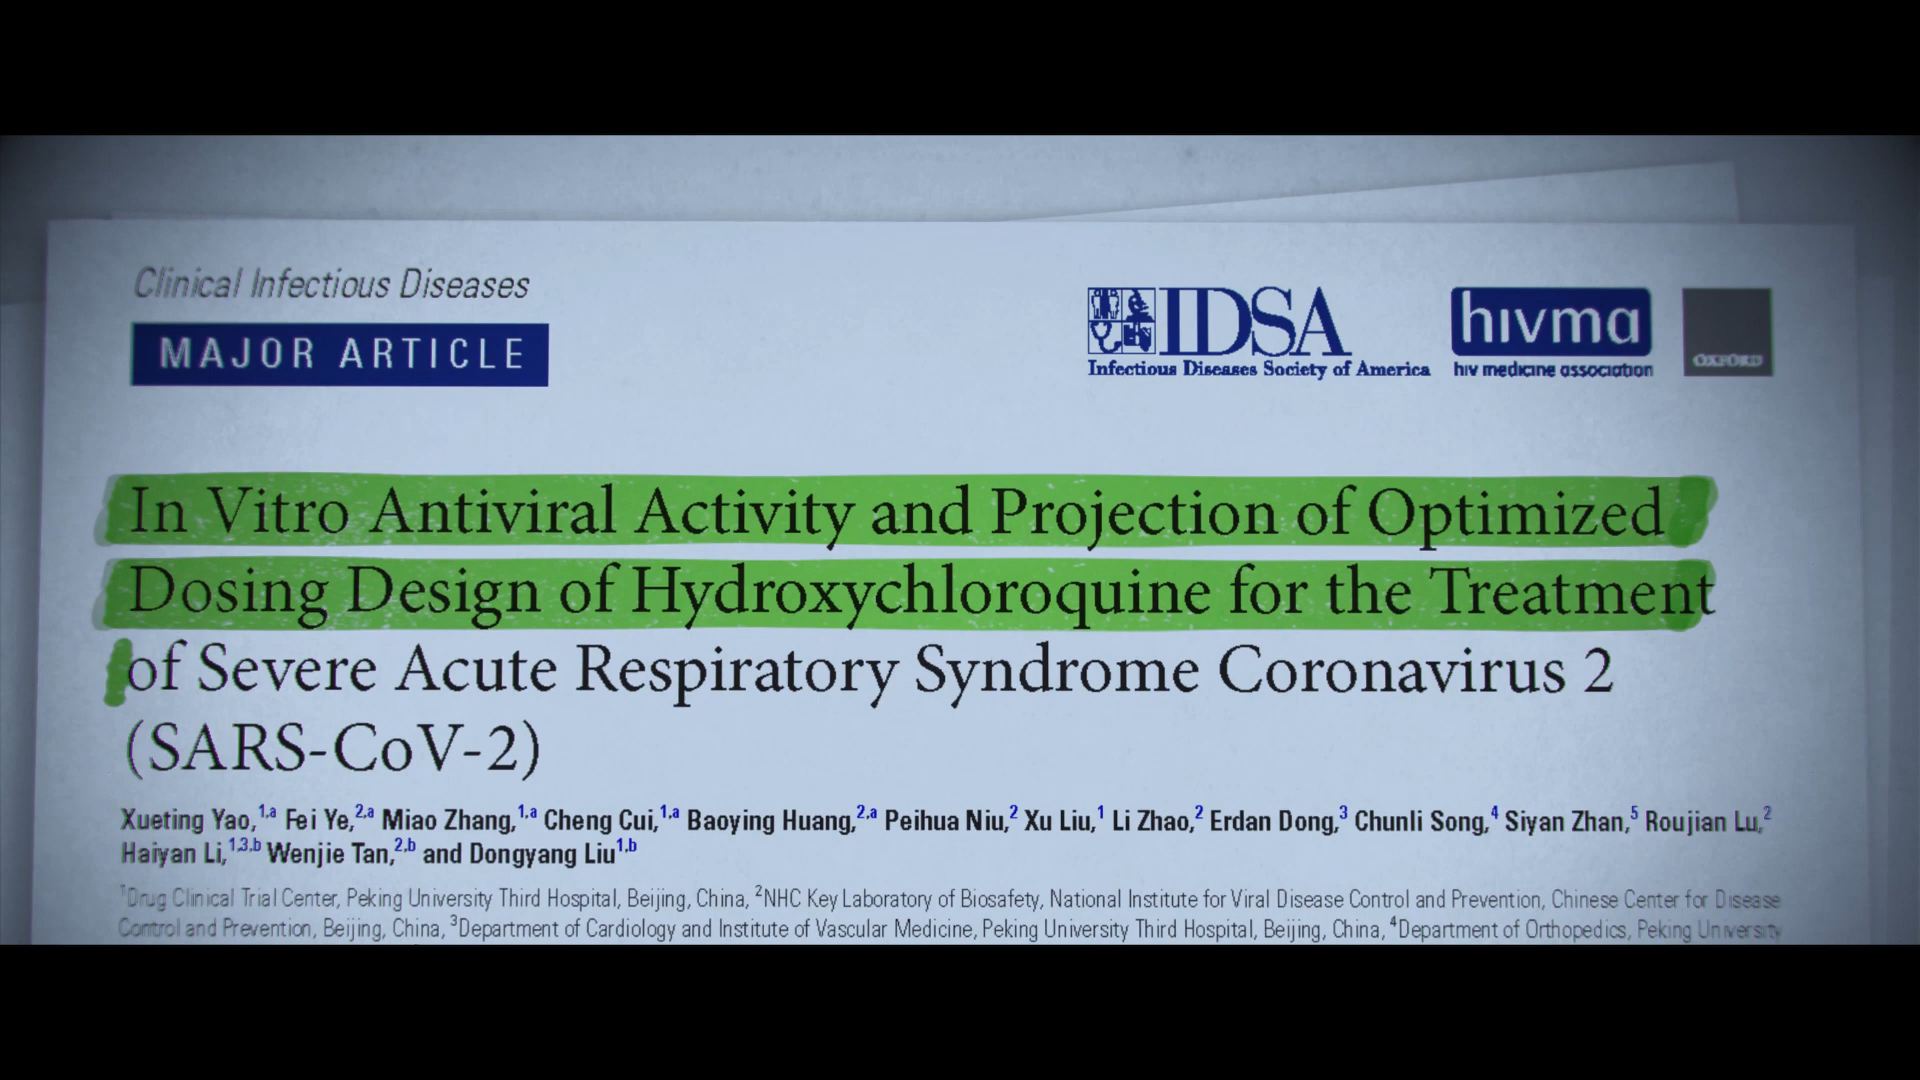 Clinical Infectious Diseases
MAJOR ARTICLE
IDSA
Infectious Diseases Society of America
hivma
hiv medicine association
OXFORD
In Vitro Antiviral Activity and Projection of Optimized
Dosing Design of Hydroxychloroquine for the Treatment
of Severe Acute Respiratory Syndrome Coronavirus 2
(SARS-CoV-2)
Xueting Yao,1,a Fei Ye,2,a Miao Zhang,1,a Cheng Cui,1,a Baoying Huang,2,a Peihua Niu,2 Xu Liu,1 Li Zhao,2 Erdan Dong,3 Chunli Song,4 Siyan Zhan,5 Roujian Lu,2
Haiyan Li,1,3,b Wenjie Tan,2,b and Dongyang Liu1,b
1Drug Clinical Trial Center, Peking University Third Hospital, Beijing, China, 2NHC Key Laboratory of Biosafety, National Institute for Viral Disease Control and Prevention, Chinese Center for Disease
Control and Prevention, Beijing, China, 3Department of Cardiology and Institute of Vascular Medicine, Peking University Third Hospital, Beijing, China, 4Department of Orthopedics, Peking University